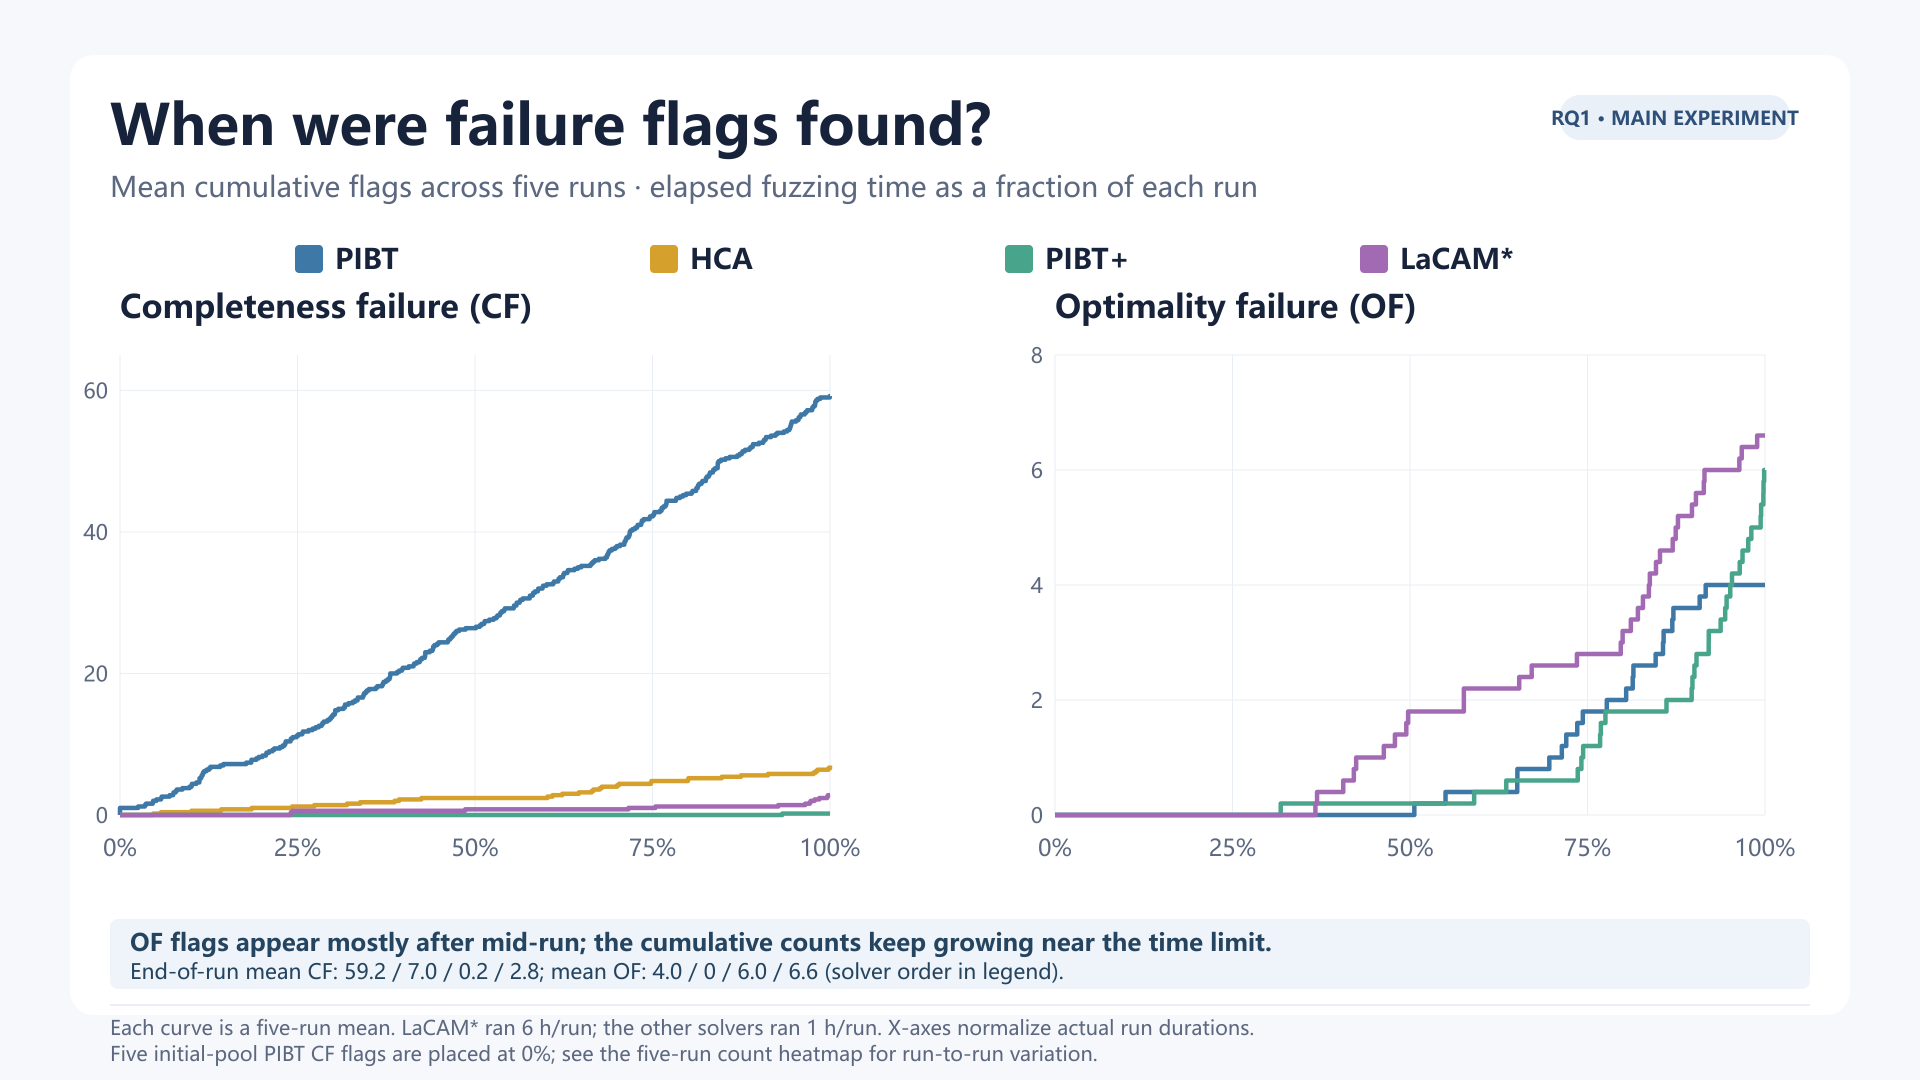 When were failure flags found?
RQ1 • MAIN EXPERIMENT
Mean cumulative flags across five runs · elapsed fuzzing time as a fraction of each run
PIBT
HCA
PIBT+
LaCAM*
Completeness failure (CF)
60
40
20
0
0%
25%
50%
75%
100%
Optimality failure (OF)
8
6
4
2
0
0%
25%
50%
75%
100%
OF flags appear mostly after mid-run; the cumulative counts keep growing near the time limit.
End-of-run mean CF: 59.2 / 7.0 / 0.2 / 2.8; mean OF: 4.0 / 0 / 6.0 / 6.6 (solver order in legend).
Each curve is a five-run mean. LaCAM* ran 6 h/run; the other solvers ran 1 h/run. X-axes normalize actual run durations.
Five initial-pool PIBT CF flags are placed at 0%; see the five-run count heatmap for run-to-run variation.